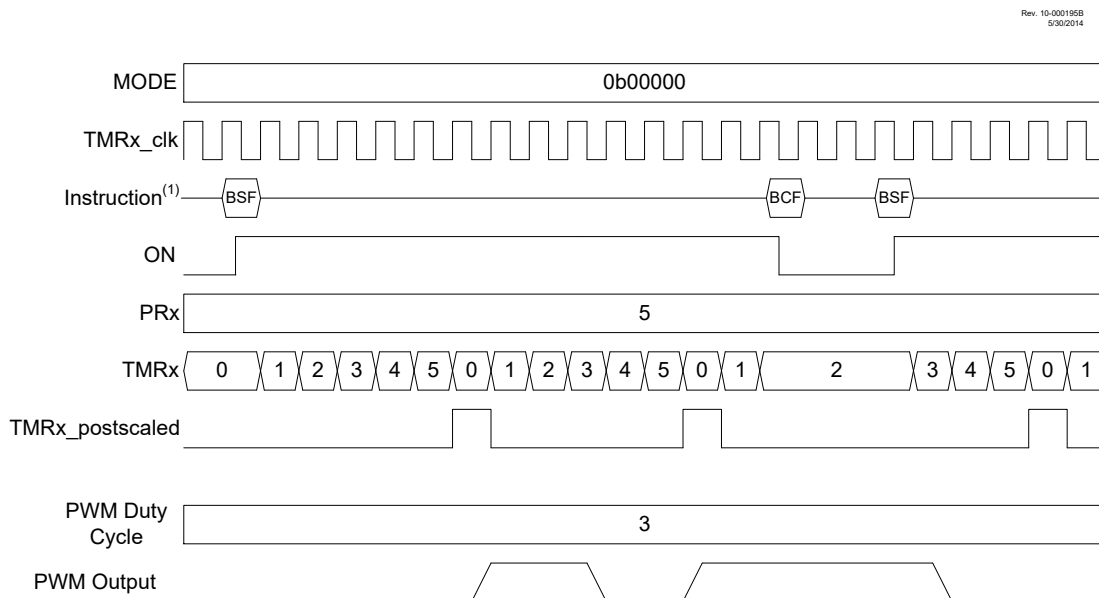 Rev. 10-000195B
5/30/2014
MODE 0b00000
TMRx_clk
Instruction(1) BSF BCF BSF
ON
PRx 5
TMRx 0 1 2 3 4 5 0 1 2 3 4 5 0 1 2 3 4 5 0 1
TMRx_postscaled
PWM Duty
Cycle 3
PWM Output